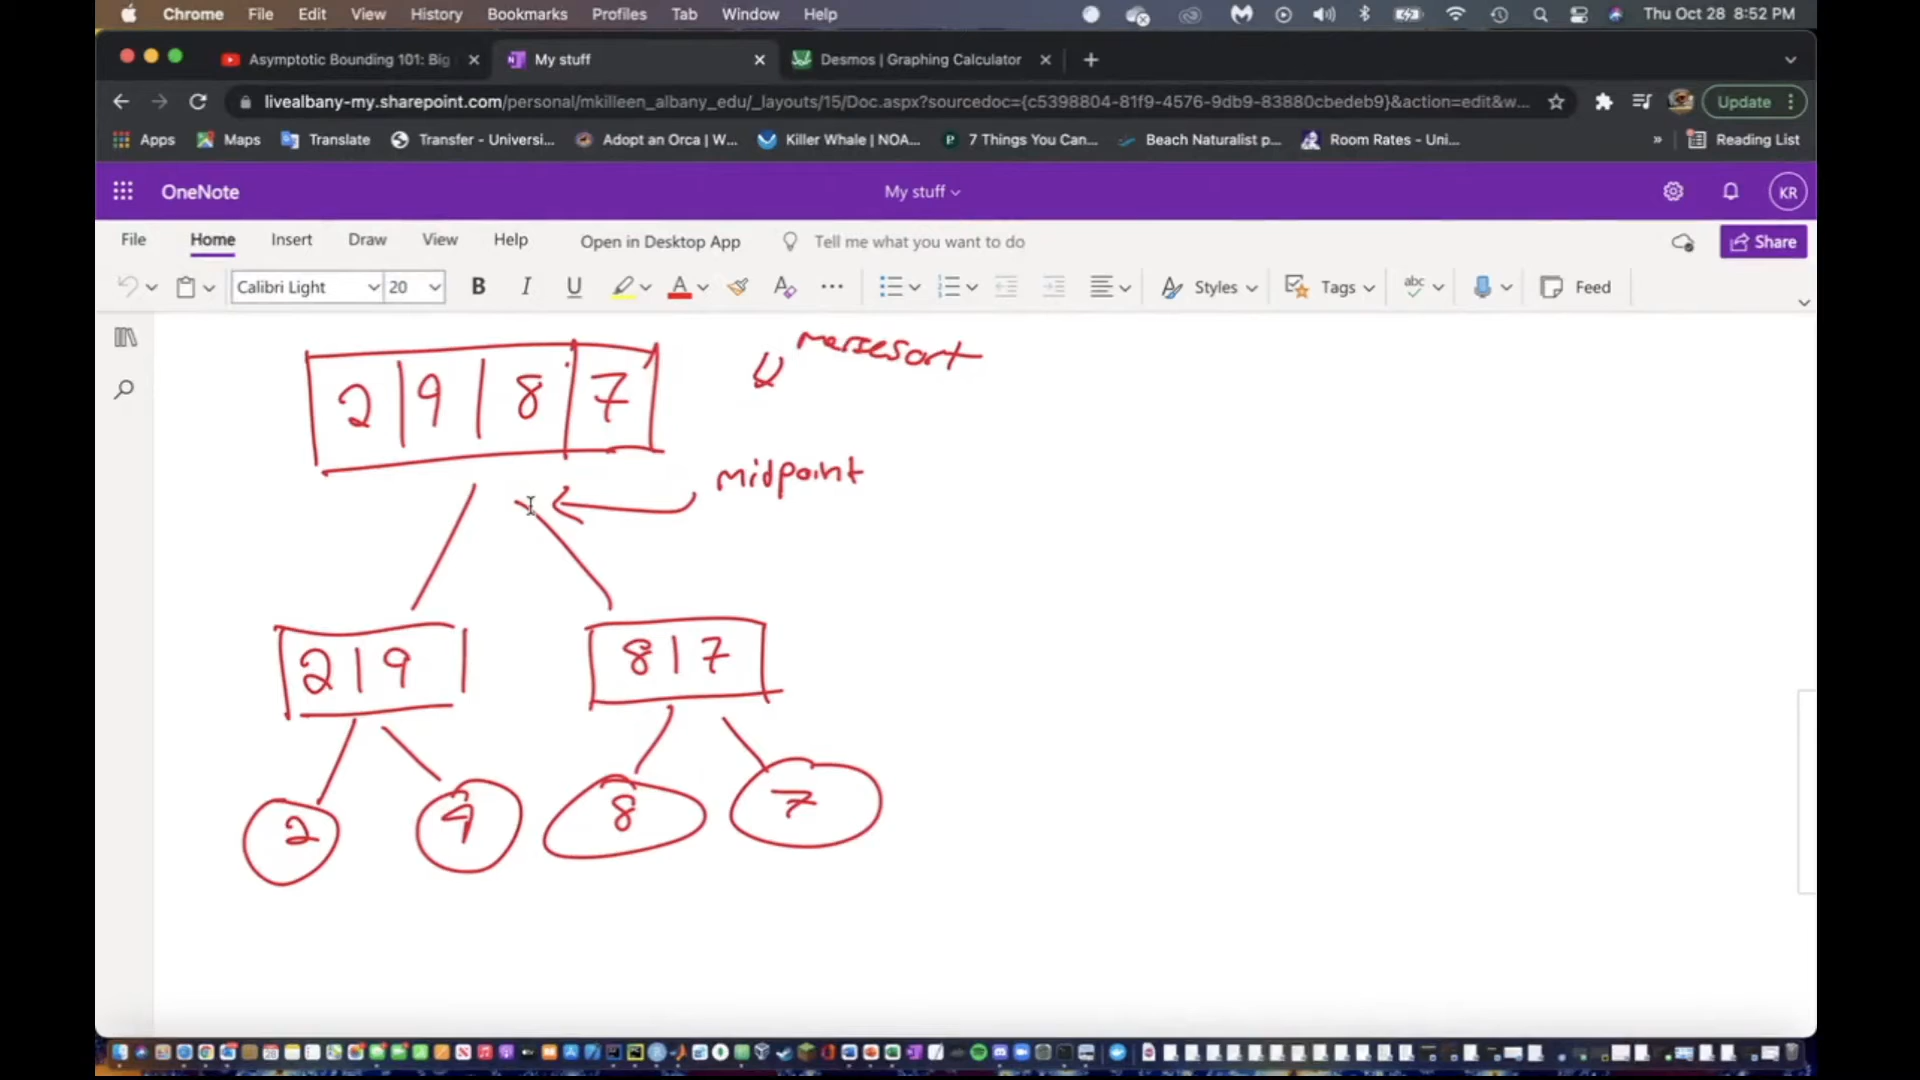 Chrome File Edit View History Bookmarks Profiles Tab Window Help Thu Oct 28 8:52 PM
Asymptotic Bounding 101: Big My stuff Desmos | Graphing Calculator
livealbany-my.sharepoint.com/personal/mkilleen_albany_edu/_layouts/15/Doc.aspx?sourcedoc={c5398804-81f9-4576-9db9-83880cbedeb9}&action=edit&w... Update
Apps Maps Translate Transfer - Universi... Adopt an Orca | W... Killer Whale | NOA... 7 Things You Can... Beach Naturalist p... Room Rates - Uni... » Reading List
OneNote My stuff KR
File Home Insert Draw View Help Open in Desktop App Tell me what you want to do Share
Calibri Light 20 B I U A A ... Styles Tags abc Feed
mergesort
2 9 8 7
midpoint
2 | 9 8 | 7
2 9 8 7